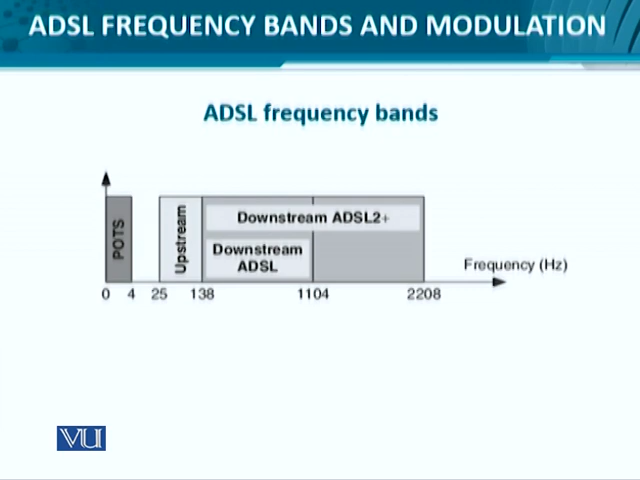 ADSL FREQUENCY BANDS AND MODULATION
ADSL frequency bands
POTS
Upstream
Downstream ADSL2+
Downstream
ADSL
Frequency (Hz)
0 4 25 138 1104 2208
VU